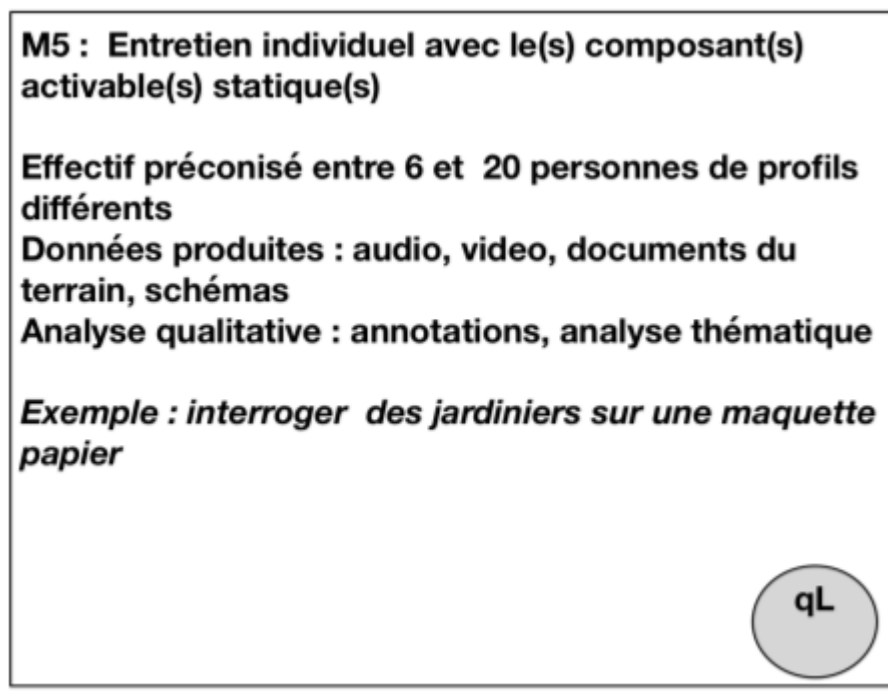 M5 : Entretien individuel avec le(s) composant(s)
activable(s) statique(s)
Effectif préconisé entre 6 et 20 personnes de profils
différents
Données produites : audio, video, documents du
terrain, schémas
Analyse qualitative : annotations, analyse thématique
Exemple : interroger des jardiniers sur une maquette
papier
qL